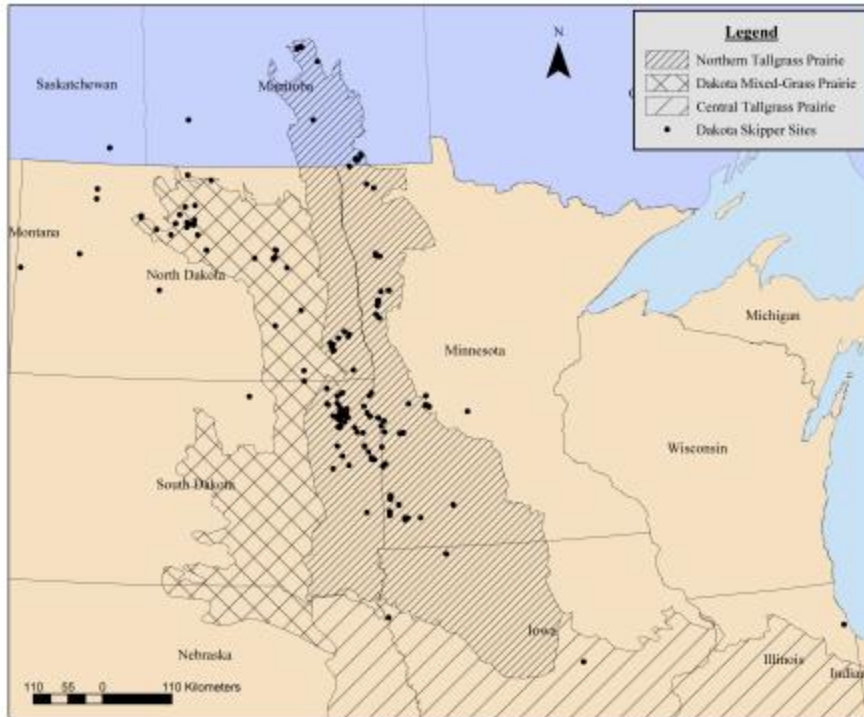 Legend
N
Northern Tallgrass Prairie
Saskatchewan
Manitoba
Dakota Mixed-Grass Prairie
Central Tallgrass Prairie
Dakota Skipper Sites
Montana
North Dakota
Michigan
Minnesota
Wisconsin
South Dakota
Iowa
Nebraska
Illinois
India
110 55 0 110 Kilometers